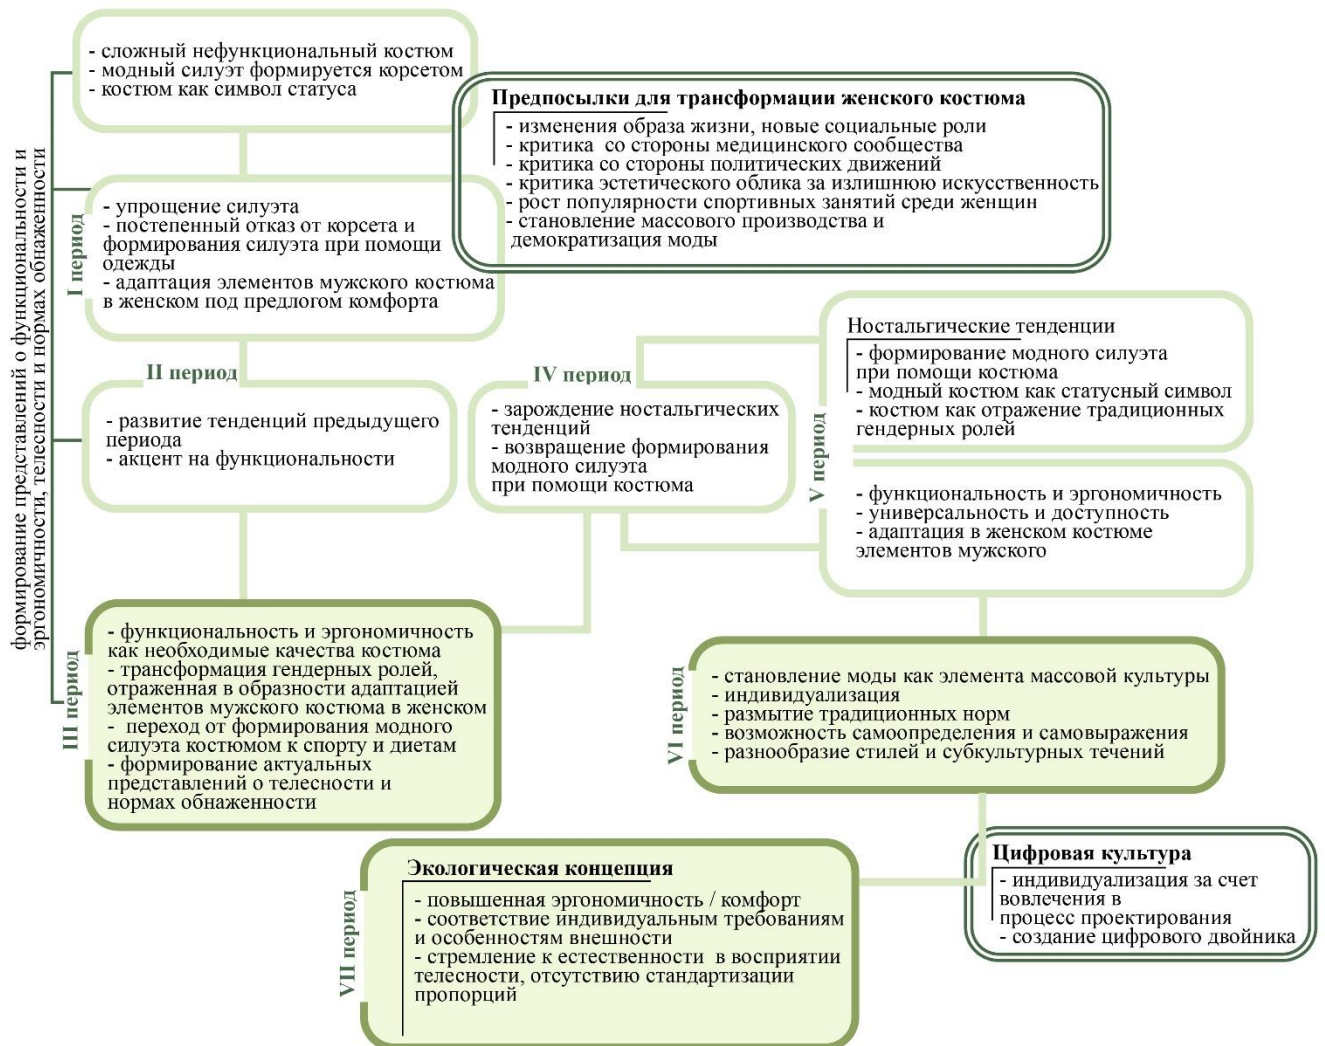 формирование представлений о функциональности и
эргономичности, телесности и нормах обнаженности
- сложный нефункциональный костюм
- модный силуэт формируется корсетом
- костюм как символ статуса
Предпосылки для трансформации женского костюма
- изменения образа жизни, новые социальные роли
- критика со стороны медицинского сообщества
- критика со стороны политических движений
- критика эстетического облика за излишнюю искусственность
- рост популярности спортивных занятий среди женщин
- становление массового производства и
демократизация моды
I период
- упрощение силуэта
- постепенный отказ от корсета и
формирования силуэта при помощи
одежды
- адаптация элементов мужского костюма
в женском под предлогом комфорта
II период
- развитие тенденций предыдущего
периода
- акцент на функциональности
III период
- функциональность и эргономичность
как необходимые качества костюма
- трансформация гендерных ролей,
отраженная в образности адаптацией
элементов мужского костюма в женском
- переход от формирования модного
силуэта костюмом к спорту и диетам
- формирование актуальных
представлений о телесности и
нормах обнаженности
IV период
- зарождение ностальгических
тенденций
- возвращение формирования
модного силуэта
при помощи костюма
V период
Ностальгические тенденции
- формирование модного силуэта
при помощи костюма
- модный костюм как статусный символ
- костюм как отражение традиционных
гендерных ролей
- функциональность и эргономичность
- универсальность и доступность
- адаптация в женском костюме
элементов мужского
VI период
- становление моды как элемента массовой культуры
- индивидуализация
- размытие традиционных норм
- возможность самоопределения и самовыражения
- разнообразие стилей и субкультурных течений
VII период
Экологическая концепция
- повышенная эргономичность / комфорт
- соответствие индивидуальным требованиям
и особенностям внешности
- стремление к естественности в восприятии
телесности, отсутствию стандартизации
пропорций
Цифровая культура
- индивидуализация за счет
вовлечения в
процесс проектирования
- создание цифрового двойника